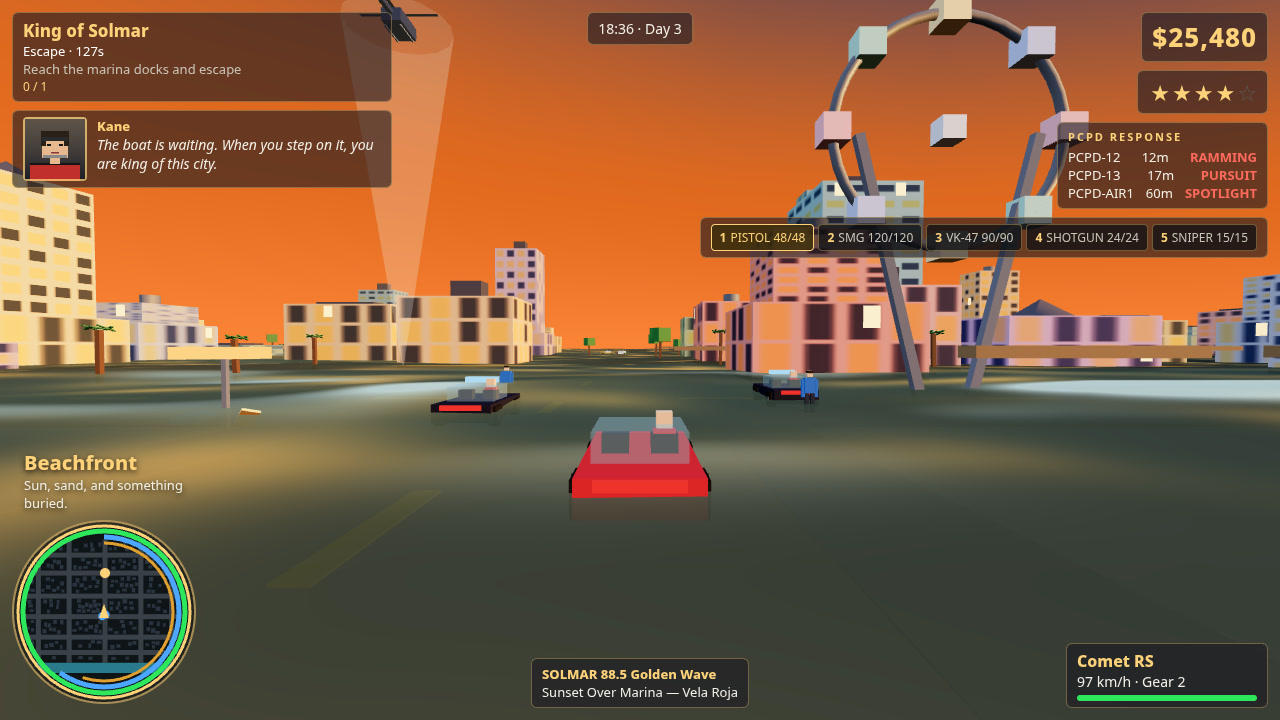 King of Solmar
Escape · 127s
Reach the marina docks and escape
0 / 1
Kane
The boat is waiting. When you step on it, you
are king of this city.
18:36 · Day 3
$25,480
★★★★☆
PCPD RESPONSE
PCPD-12 12m RAMMING
PCPD-13 17m PURSUIT
PCPD-AIR1 60m SPOTLIGHT
1 PISTOL 48/48 2 SMG 120/120 3 VK-47 90/90 4 SHOTGUN 24/24 5 SNIPER 15/15
Beachfront
Sun, sand, and something
buried.
SOLMAR 88.5 Golden Wave
Sunset Over Marina — Vela Roja
Comet RS
97 km/h · Gear 2